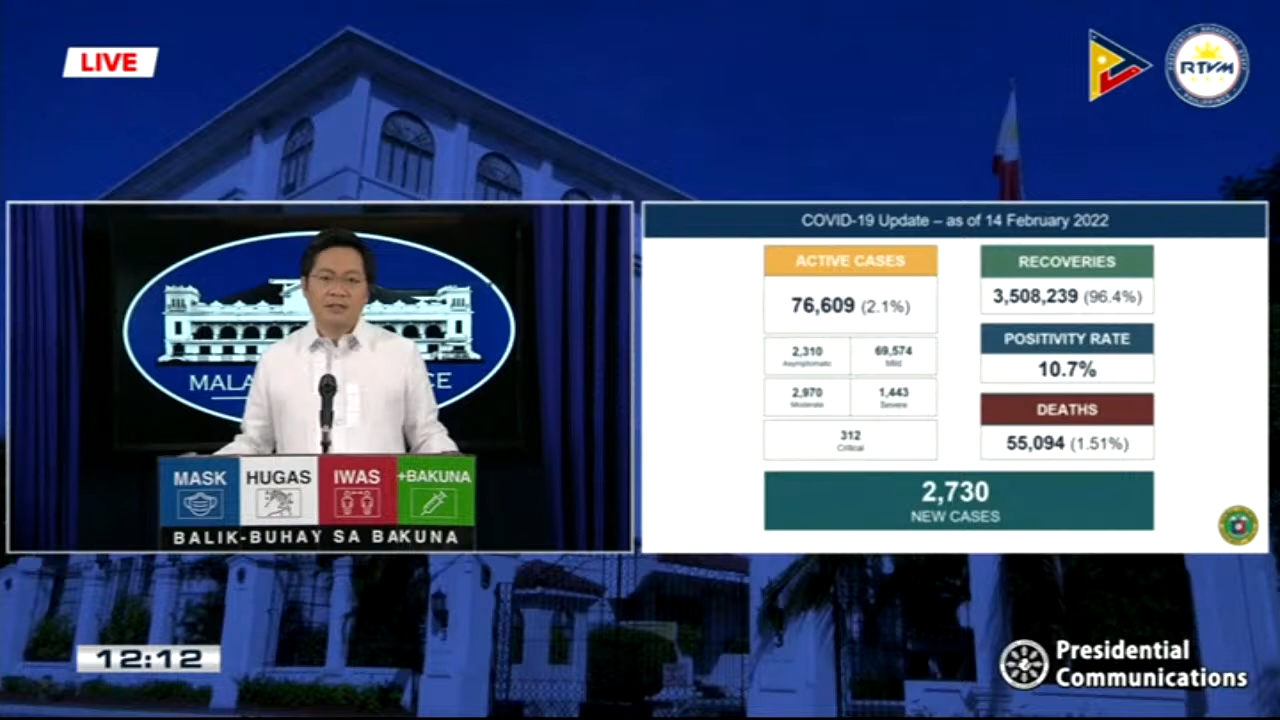 LIVE
RTVM
COVID-19 Update – as of 14 February 2022
ACTIVE CASES
76,609 (2.1%)
2,310
Asymptomatic
69,574
Mild
2,970
Moderate
1,443
Severe
312
Critical
RECOVERIES
3,508,239 (96.4%)
POSITIVITY RATE
10.7%
DEATHS
55,094 (1.51%)
2,730
NEW CASES
MALA CE
MASK HUGAS IWAS +BAKUNA
BALIK-BUHAY SA BAKUNA
12:12
Presidential
Communications